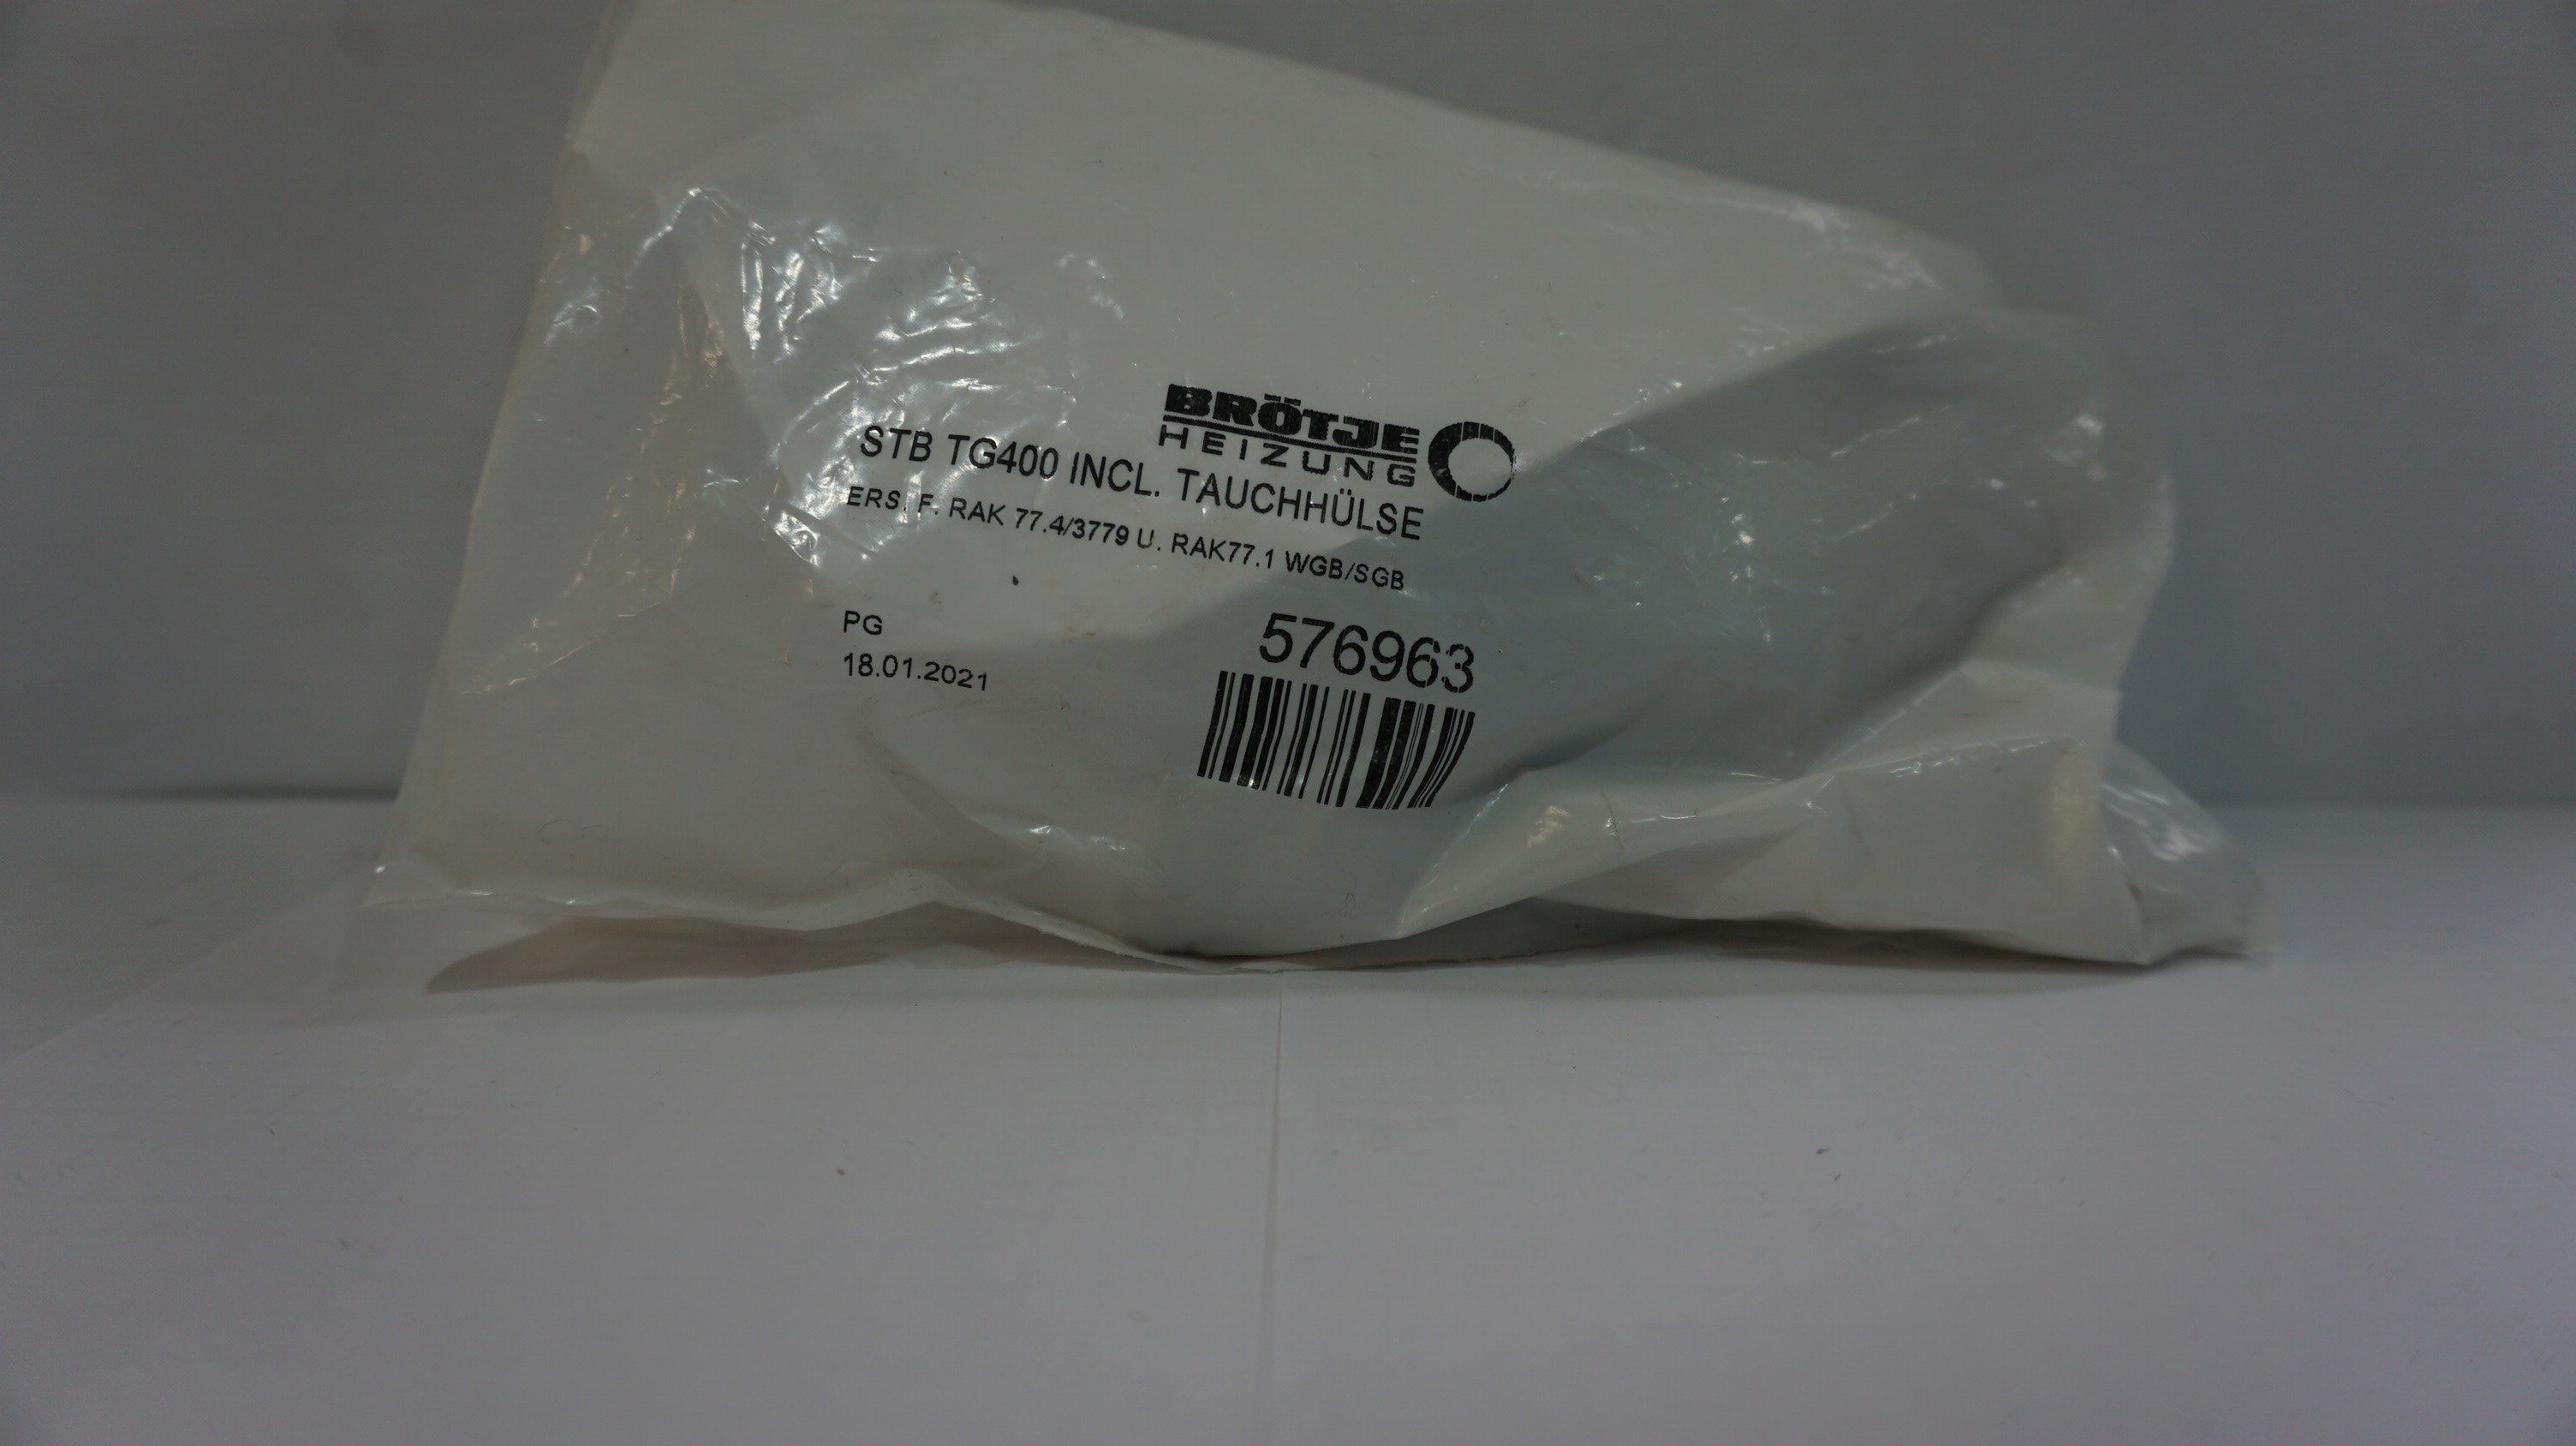 BRÖTJE
HEIZUNG
STB TG400 INCL. TAUCHHÜLSE
ERS. F. RAK 77.4/3779 U. RAK77.1 WGB/SGB
PG
18.01.2021
576963